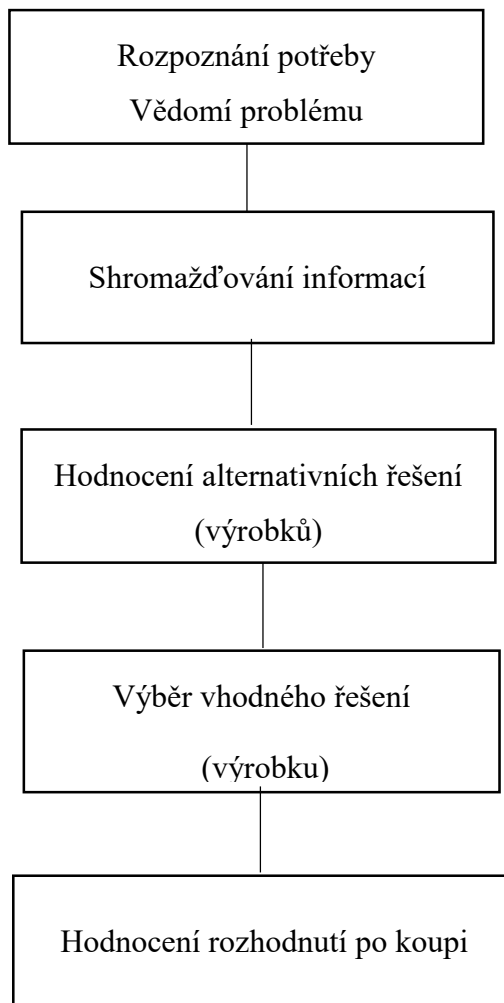 Rozpoznání potřeby
Vědomí problému
Shromažďování informací
Hodnocení alternativních řešení
(výrobků)
Výběr vhodného řešení
(výrobku)
Hodnocení rozhodnutí po koupi